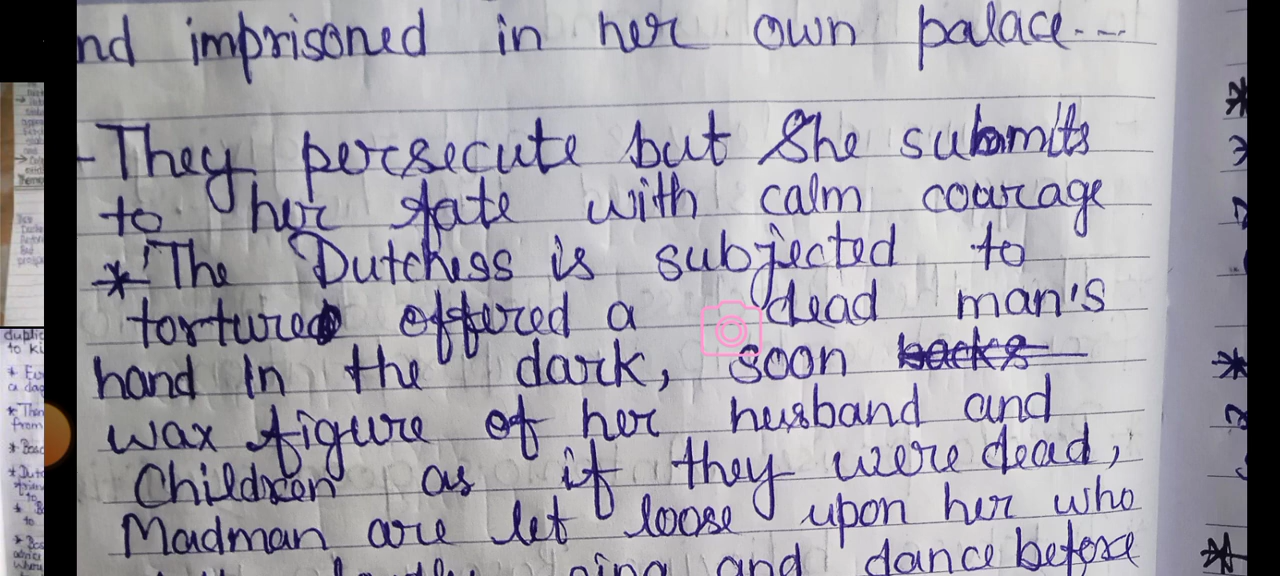 nd imprisoned in her own palace...
- They persecute but She submits
to her fate with calm courage
* The Dutchess is subjected to
tortured offered a dead man's
hand in the dark, soon backs
wax figure of her husband and
Children as if they were dead,
Madman are let loose upon her who
and dance before